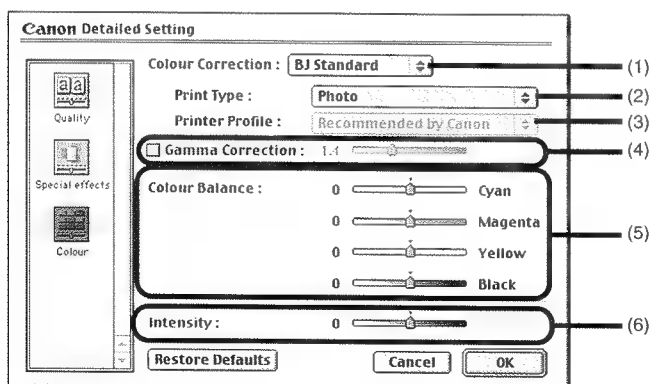 Canon Detailed Setting
Colour Correction : BJ Standard (1)
Print Type : Photo (2)
Printer Profile : Recommended by Canon (3)
Gamma Correction : 1.4 (4)
aa
Quality
Special effects
Colour
Colour Balance : 0 Cyan
0 Magenta
(5)
0 Yellow
0 Black
Intensity : 0 (6)
Restore Defaults Cancel OK